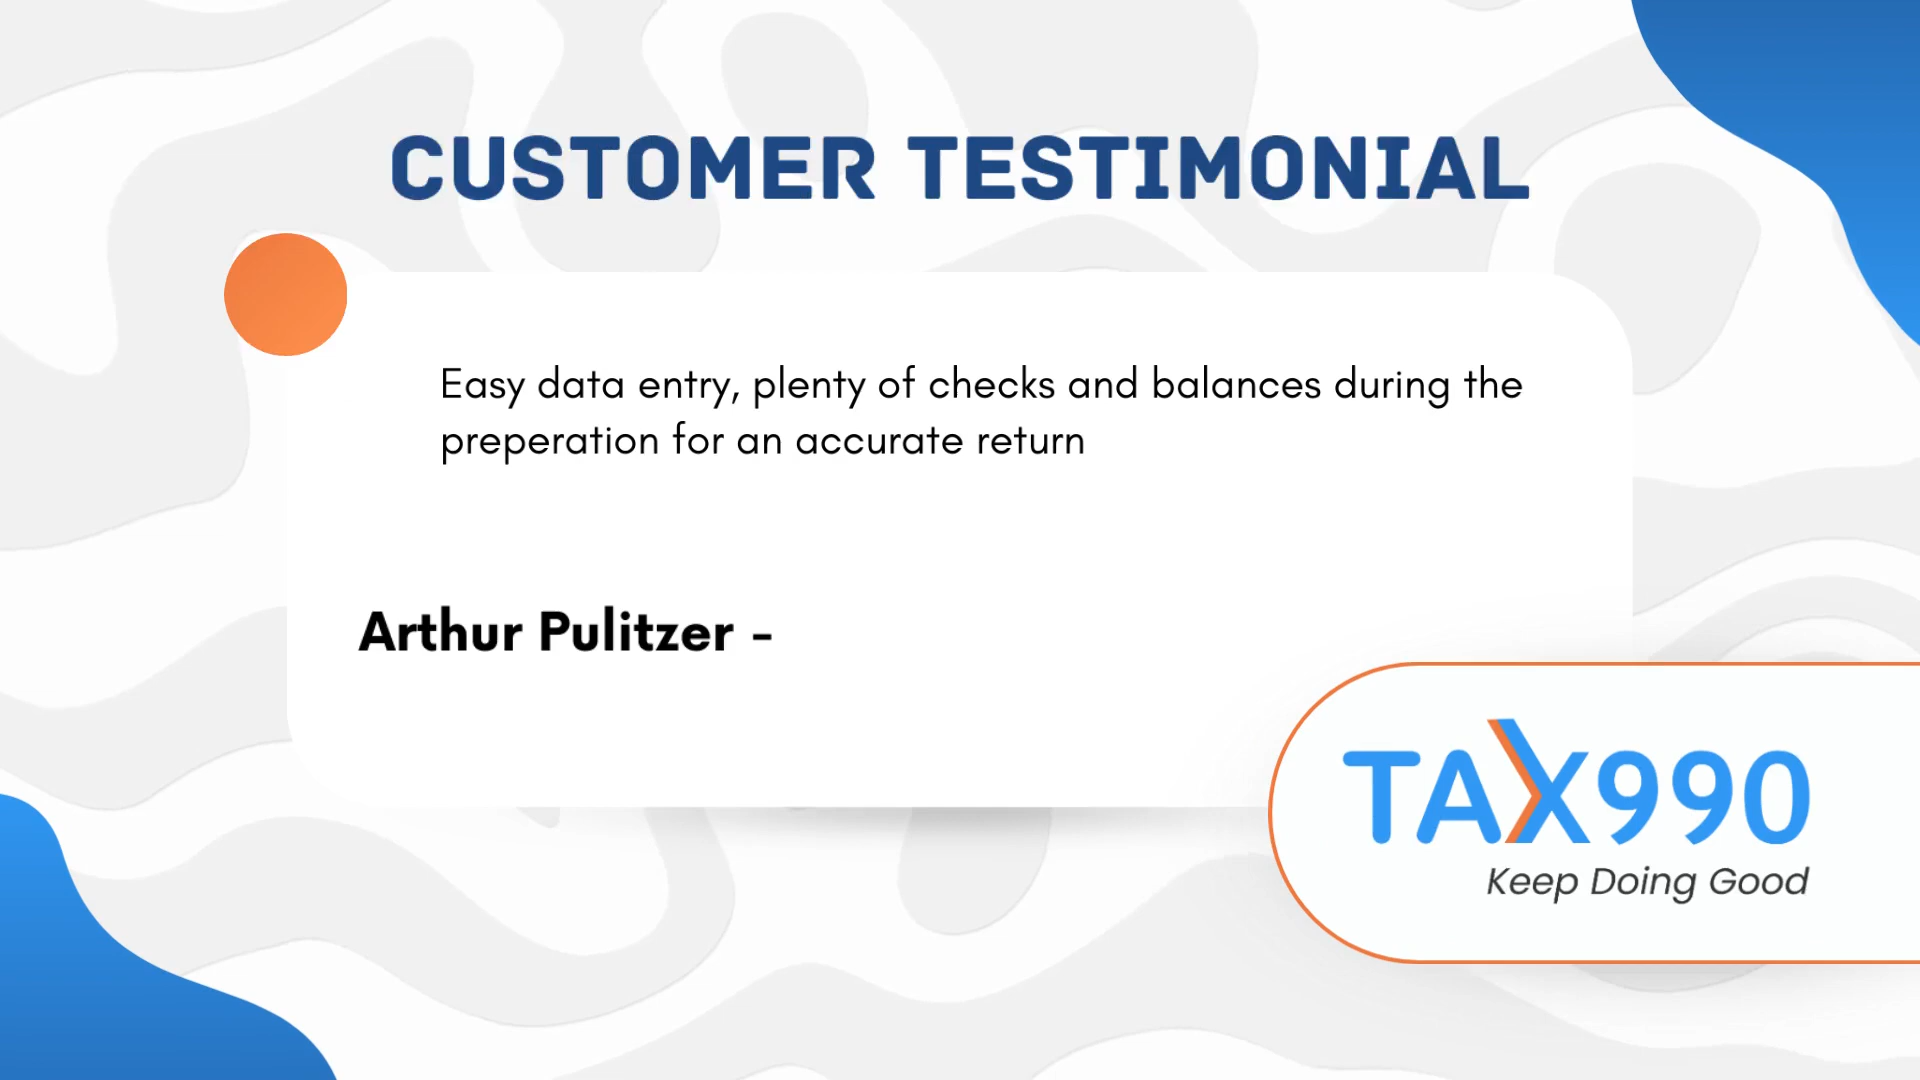 CUSTOMER TESTIMONIAL
Easy data entry, plenty of checks and balances during the
preperation for an accurate return
Arthur Pulitzer -
TAX990
Keep Doing Good